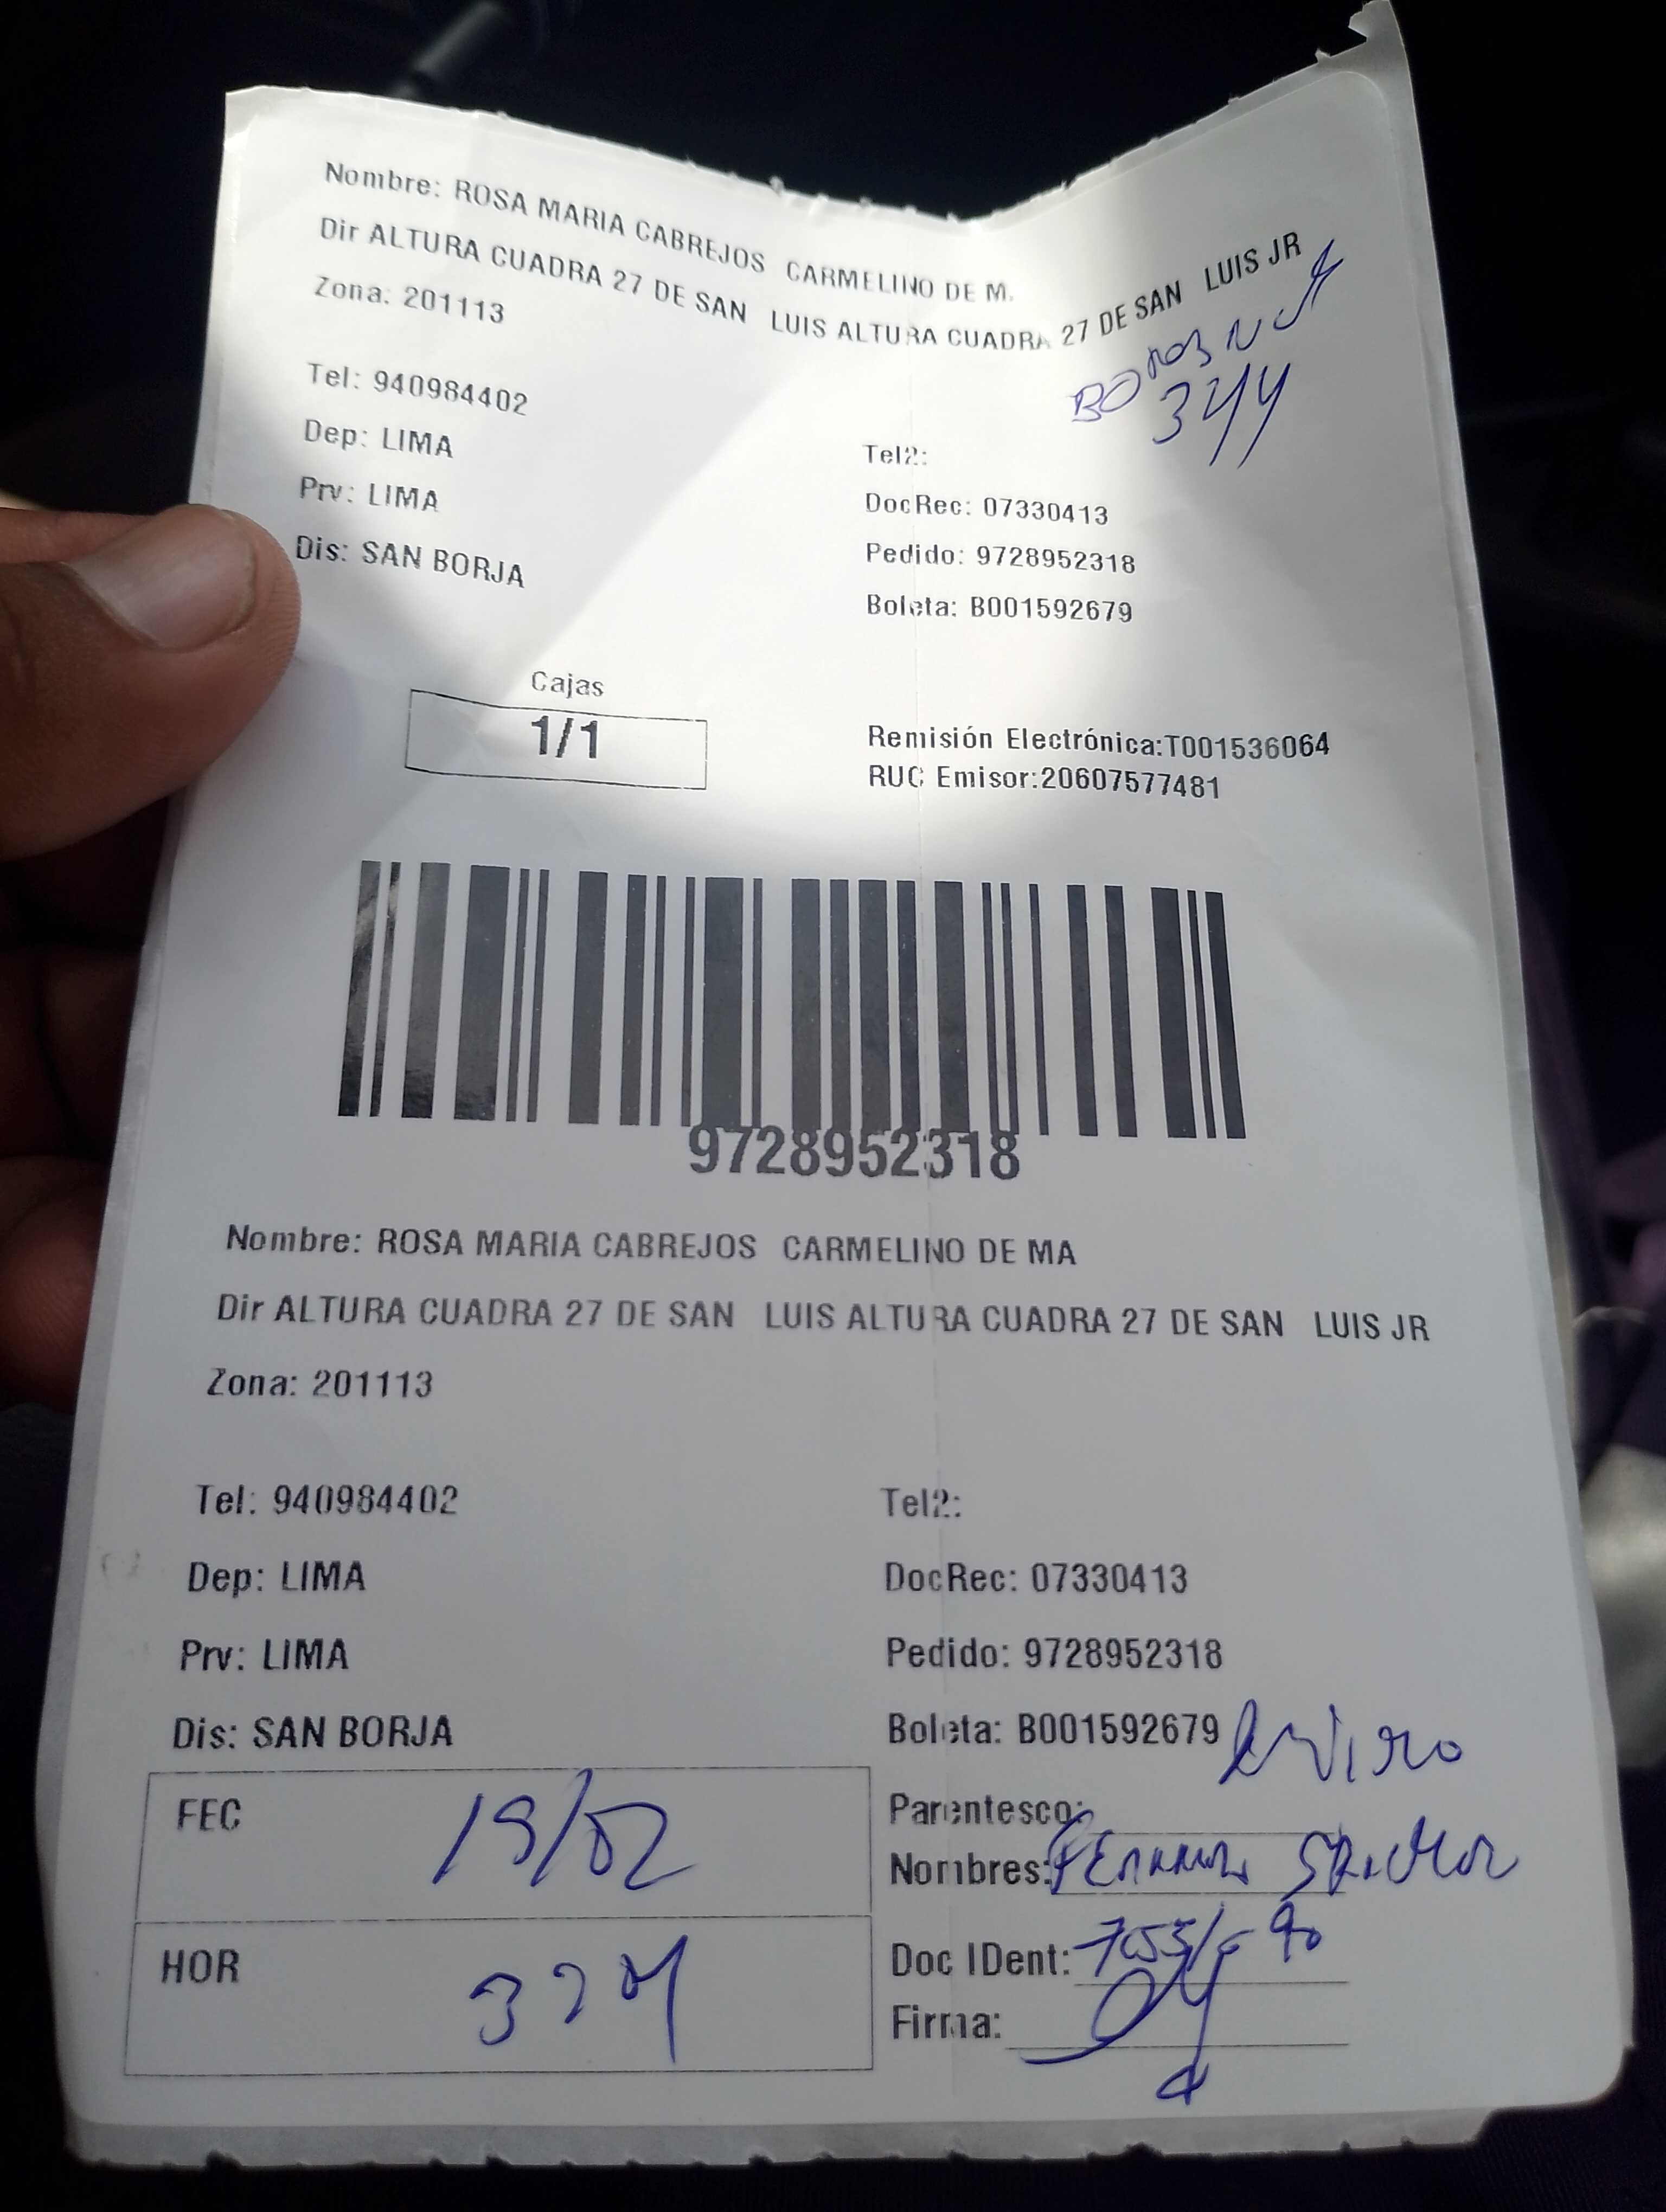 Nombre: ROSA MARIA CABREJOS CARMELINO DE M.
Dir ALTURA CUADRA 27 DE SAN LUIS ALTURA CUADRA 27 DE SAN LUIS JR
Zona: 201113
344
Tel: 940984402
Tel2:
Dep: LIMA
DocRec: 07330413
Prv: LIMA
Pedido: 9728952318
Dis: SAN BORJA
Boleta: B001592679
Cajas
1/1
Remisión Electrónica:T001536064
RUC Emisor:20607577481
9728952318
Nombre: ROSA MARIA CABREJOS CARMELINO DE MA
Dir ALTURA CUADRA 27 DE SAN LUIS ALTURA CUADRA 27 DE SAN LUIS JR
Zona: 201113
Tel: 940984402
Tel2:
Dep: LIMA
DocRec: 07330413
Prv: LIMA
Pedido: 9728952318
Dis: SAN BORJA
Boleta: B001592679
FEC 19/02
Parentesco:
Nombres:
HOR
Doc IDent:
Firma: